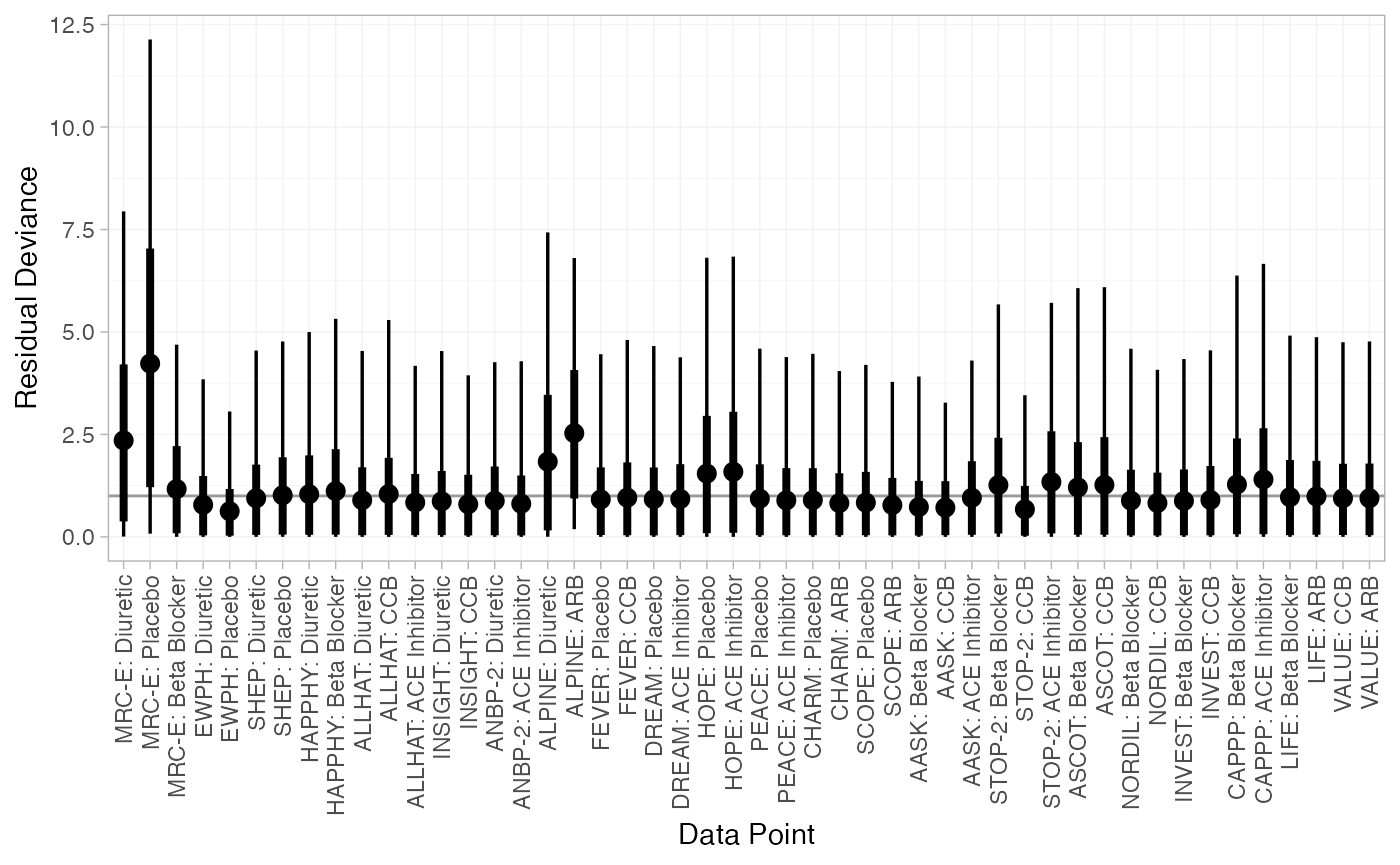 12.5
10.0
7.5
5.0
2.5
0.0
Residual Deviance
MRC-E: Diuretic
MRC-E: Placebo
MRC-E: Beta Blocker
EWPH: Diuretic
EWPH: Placebo
SHEP: Diuretic
SHEP: Placebo
HAPPHY: Diuretic
HAPPHY: Beta Blocker
ALLHAT: Diuretic
ALLHAT: CCB
ALLHAT: ACE Inhibitor
INSIGHT: Diuretic
INSIGHT: CCB
ANBP-2: Diuretic
ANBP-2: ACE Inhibitor
ALPINE: Diuretic
ALPINE: ARB
FEVER: Placebo
FEVER: CCB
DREAM: Placebo
DREAM: ACE Inhibitor
HOPE: Placebo
HOPE: ACE Inhibitor
PEACE: Placebo
PEACE: ACE Inhibitor
CHARM: Placebo
CHARM: ARB
SCOPE: Placebo
SCOPE: ARB
AASK: Beta Blocker
AASK: CCB
AASK: ACE Inhibitor
STOP-2: Beta Blocker
STOP-2: CCB
STOP-2: ACE Inhibitor
ASCOT: Beta Blocker
ASCOT: CCB
NORDIL: Beta Blocker
NORDIL: CCB
INVEST: Beta Blocker
INVEST: CCB
CAPPP: Beta Blocker
CAPPP: ACE Inhibitor
LIFE: Beta Blocker
LIFE: ARB
VALUE: CCB
VALUE: ARB
Data Point